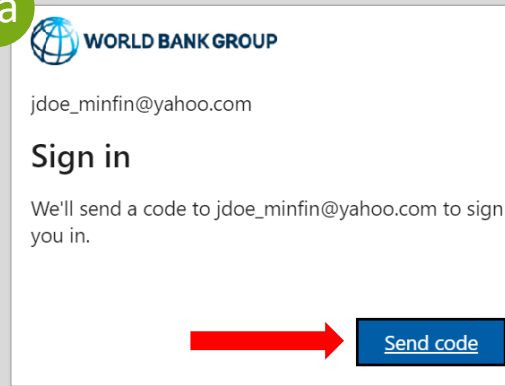 a
WORLD BANK GROUP
jdoe_minfin@yahoo.com
Sign in
We'll send a code to jdoe_minfin@yahoo.com to sign
you in.
Send code